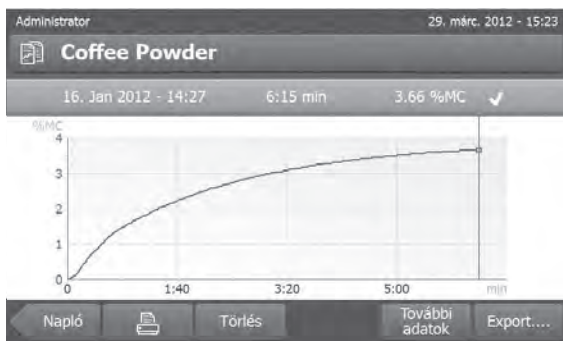 Administrator 29. márc. 2012 - 15:23
Coffee Powder
16. Jan 2012 - 14:27 6:15 min 3.66 %MC
%MC
4
3
2
1
0
0 1:40 3:20 5:00 min
Napló Törlés További adatok Export....